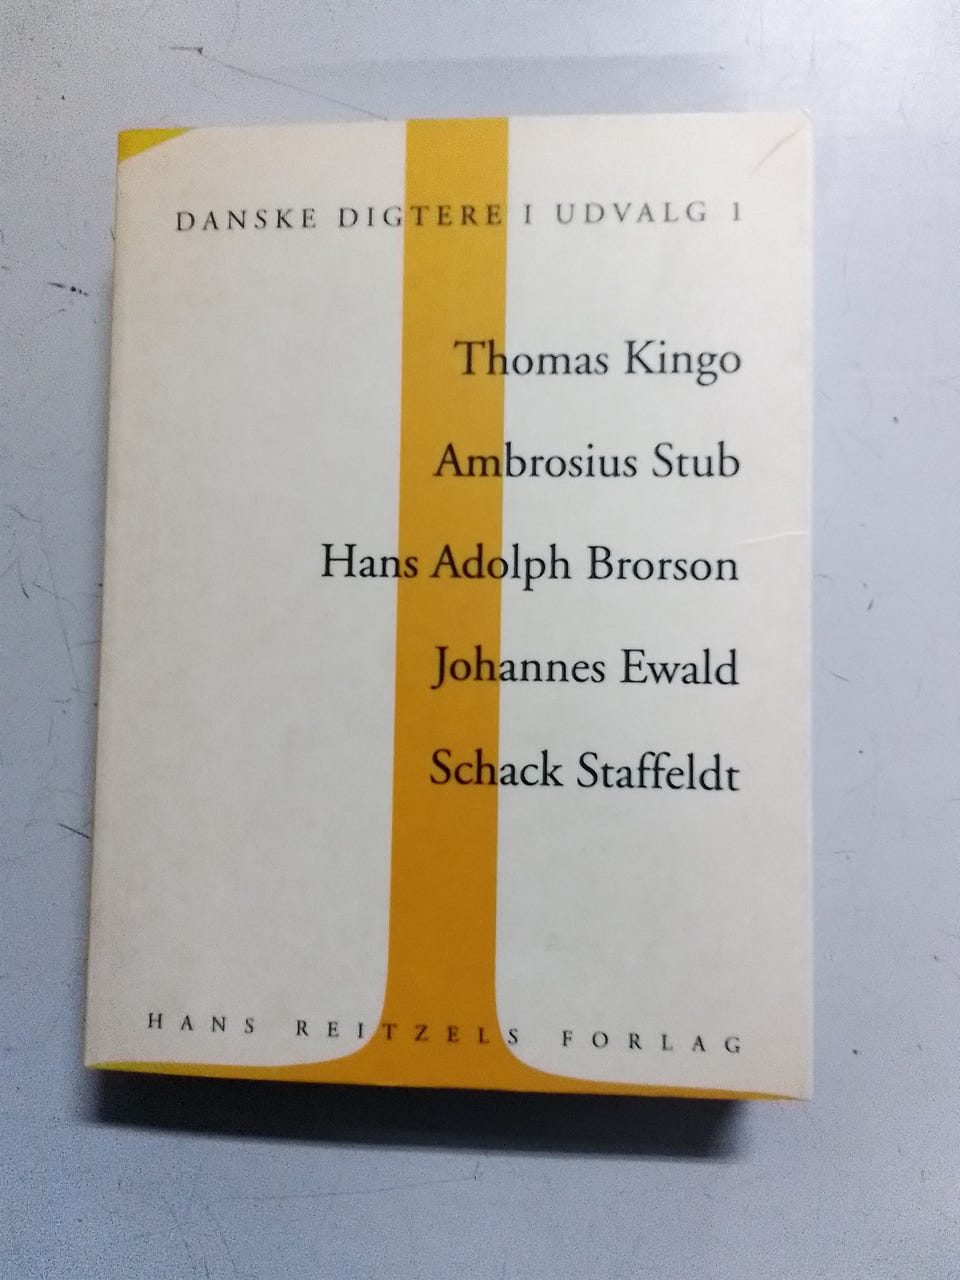 DANSKE DIGTERE I UDVALG 1
Thomas Kingo
Ambrosius Stub
Hans Adolph Brorson
Johannes Ewald
Schack Staffeldt
HANS REITZELS FORLAG